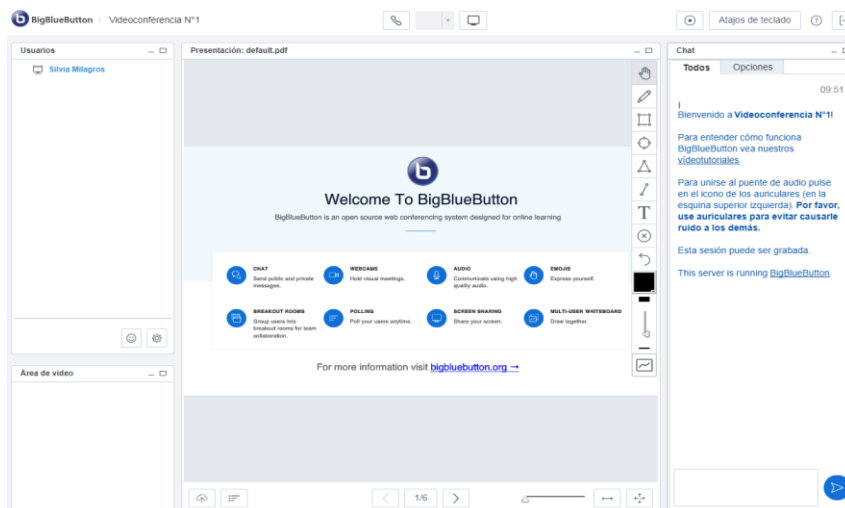 BigBlueButton
Videoconferencia N°1
Atajos de teclado
Usuarios
Silvia Milagros
Área de video
Presentación: default.pdf
b
Welcome To BigBlueButton
BigBlueButton is an open source web conferencing system designed for online learning
CHAT
Send public and private
messages.
WEBCAMS
Hold visual meetings.
AUDIO
Communicate using high
quality audio.
EMOJIS
Express yourself.
BREAKOUT ROOMS
Group users into
breakout rooms for team
collaboration.
POLLING
Poll your users anytime.
SCREEN SHARING
Share your screen.
MULTI-USER WHITEBOARD
Draw together.
For more information visit bigbluebutton.org →
T
1/6
Chat
Todos
Opciones
09:51
Bienvenido a Videoconferencia N°1!
Para entender cómo funciona
BigBlueButton vea nuestros
vídeotutoriales.
Para unirse al puente de audio pulse
en el icono de los auriculares (en la
esquina superior izquierda). Por favor,
use auriculares para evitar causarle
ruido a los demás.
Esta sesión puede ser grabada.
This server is running BigBlueButton.